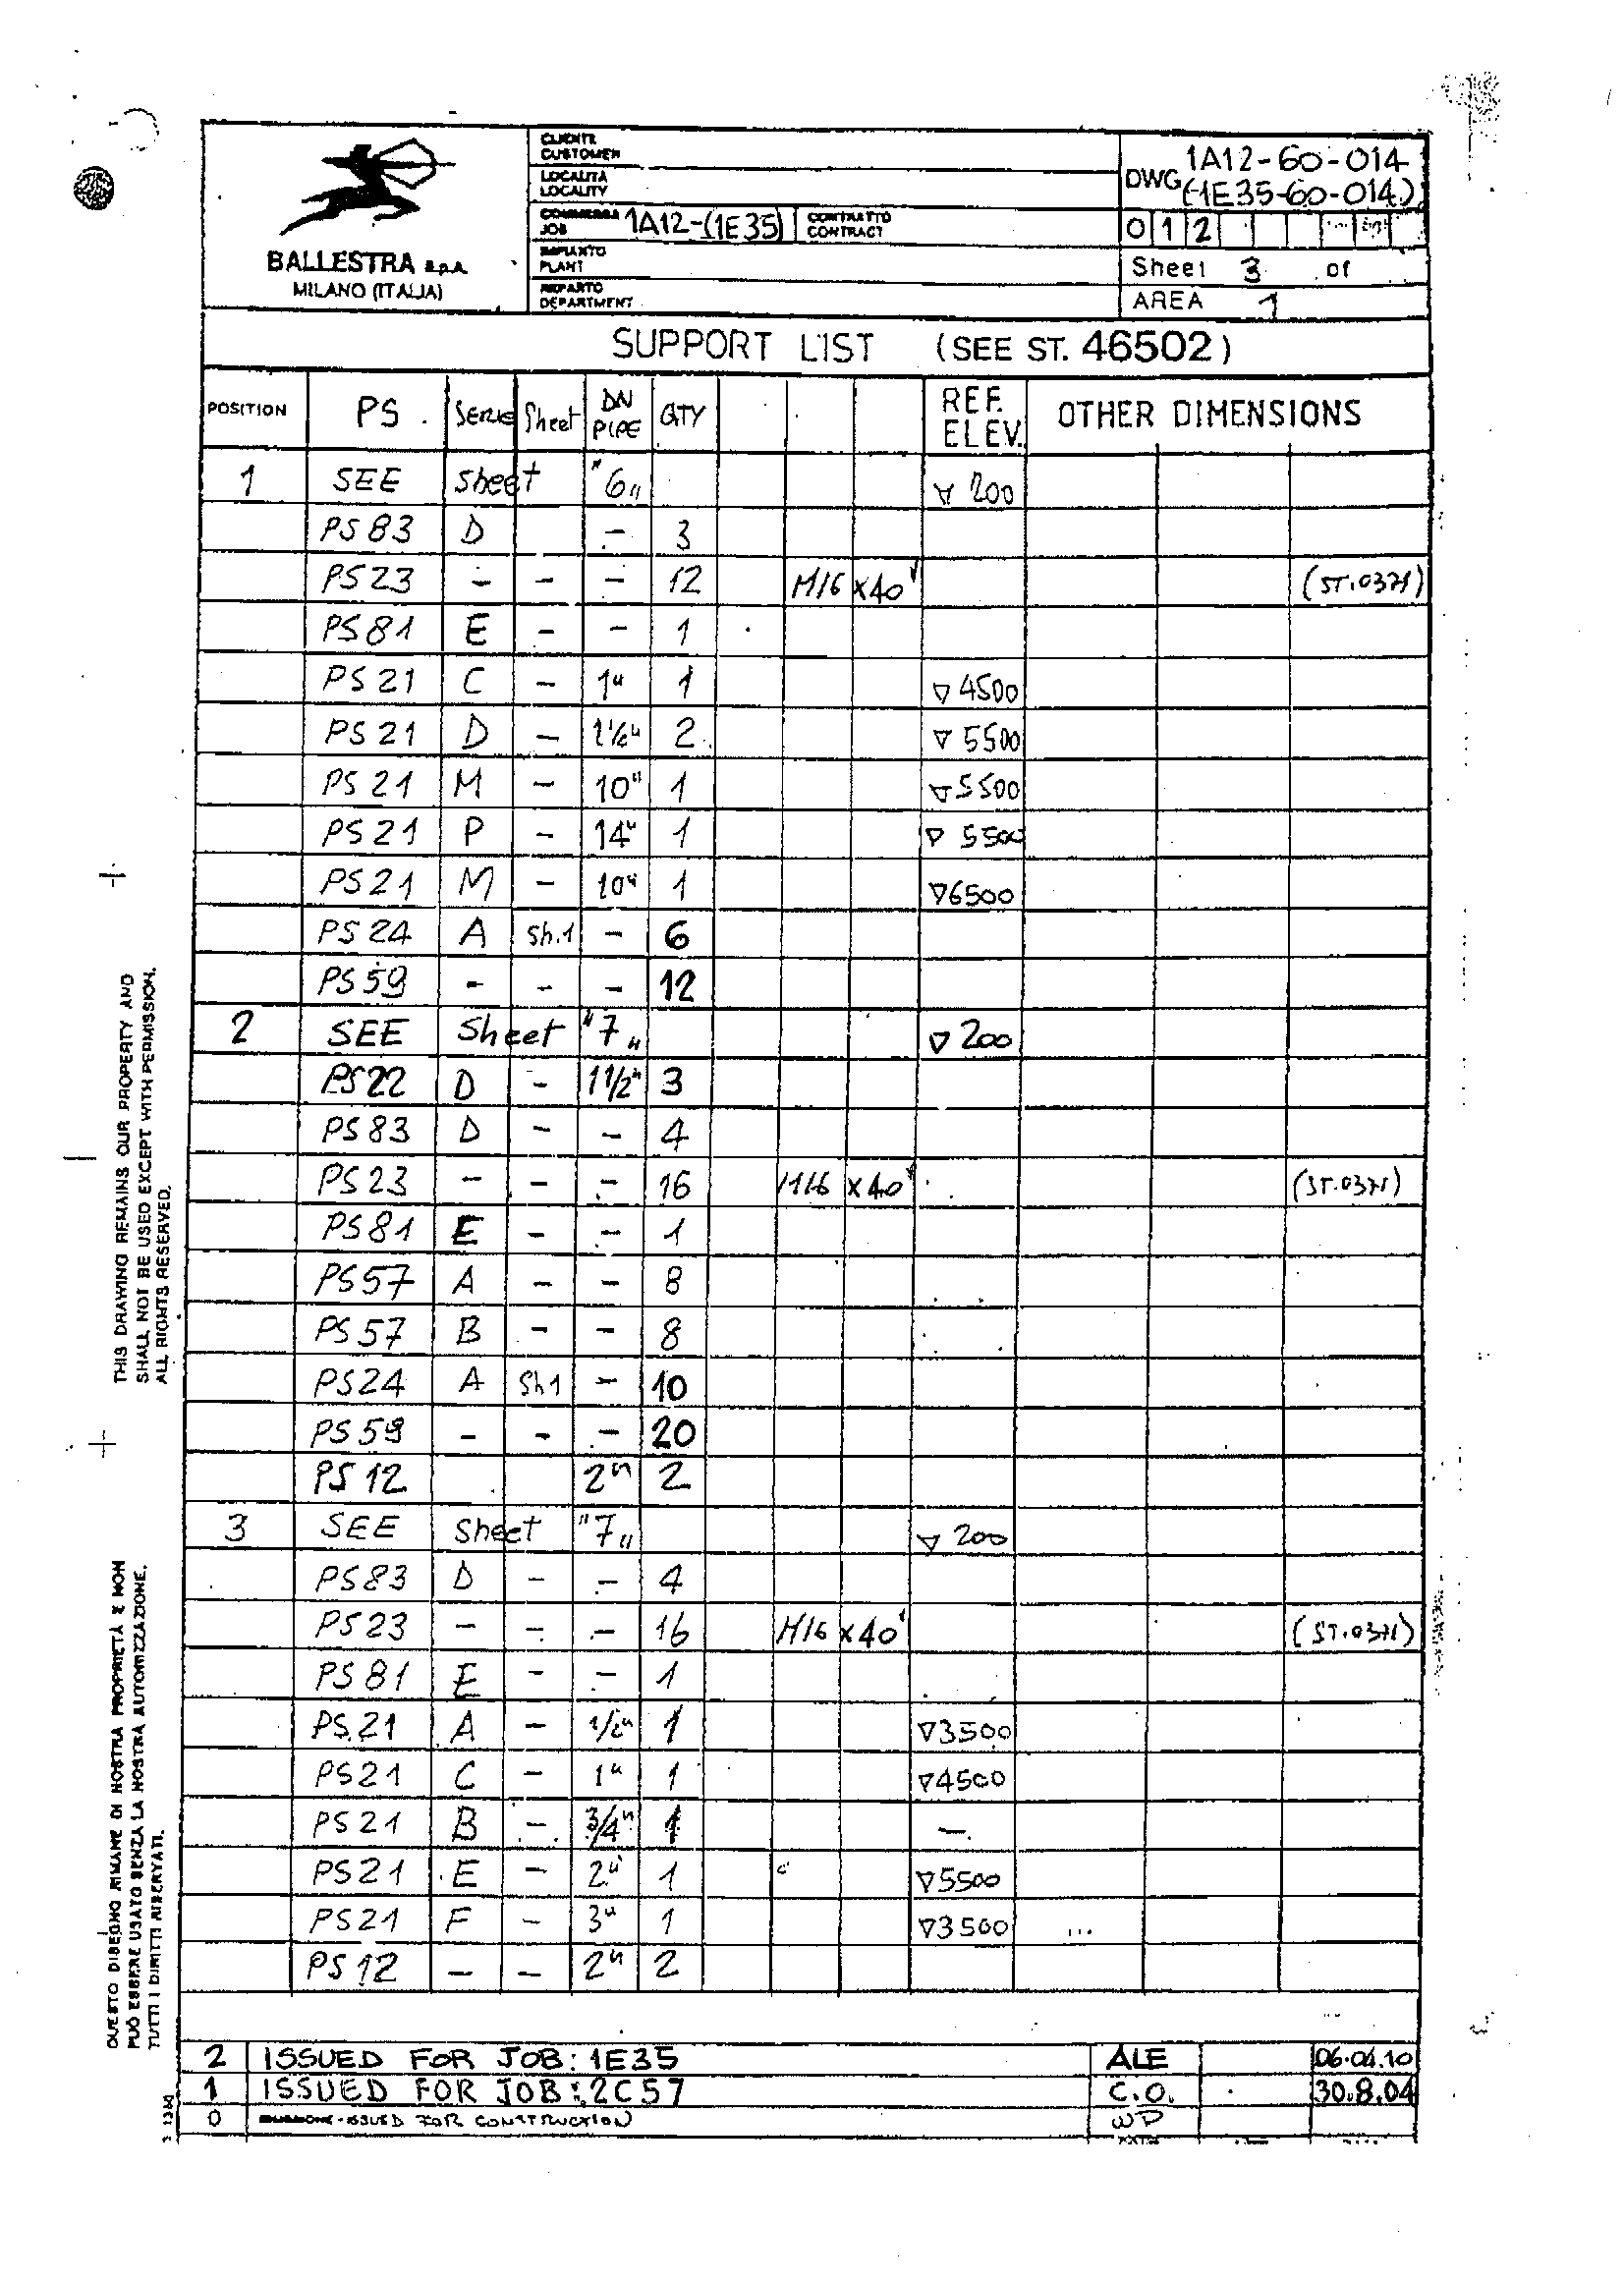 CLIENTE
CUSTOMER
LOCALITA
LOCALITY
COMMESSA
JOB 1A12-(1E35)
CONTRATTO
CONTRACT
IMPIANTO
PLANT
REPARTO
DEPARTMENT
BALLESTRA s.p.A.
MILANO (ITALIA)
DWG 1A12-60-014
(1E35-60-014)
0 1 2
Sheet 3 of
AREA 1
SUPPORT LIST (SEE ST. 46502)
POSITION PS. SERIE Sheet DN PIPE QTY REF. ELEV. OTHER DIMENSIONS
1 SEE Sheet "6" ∇ 200
PS 83 D - 3
PS 23 - - - 12 M16 x40 (ST.0371)
PS 81 E - - 1
PS 21 C - 1" 1 ∇ 4500
PS 21 D - 1 1/2" 2 ∇ 5500
PS 21 M - 10" 1 ∇ 5500
PS 21 P - 14" 1 ∇ 5500
PS 21 M - 10" 1 ∇ 6500
PS 24 A Sh.1 - 6
PS 59 - - - 12
2 SEE Sheet "7" ∇ 200
PS 22 D - 1 1/2" 3
PS 83 D - - 4
PS 23 - - - 16 M16 x40 (ST.0371)
PS 81 E - - 1
PS 57 A - - 8
PS 57 B - - 8
PS 24 A Sh1 - 10
PS 59 - - - 20
PS 12 2" 2
3 SEE Sheet "7" ∇ 200
PS 83 D - - 4
PS 23 - - - 16 M16 x40 (ST.0371)
PS 81 E - - 1
PS 21 A - 1/2" 1 ∇ 3500
PS 21 C - 1" 1 ∇ 4500
PS 21 B - 3/4" 1 -
PS 21 E - 2" 1 ∇ 5500
PS 21 F - 3" 1 ∇ 3500
PS 12 - - 2" 2
2 ISSUED FOR JOB: 1E35 ALE 06.04.10
1 ISSUED FOR JOB: 2C57 C.O. 30.8.04
0 ISSUED FOR CONSTRUCTION WP
THIS DRAWING REMAINS OUR PROPERTY AND
SHALL NOT BE USED EXCEPT WITH PERMISSION.
ALL RIGHTS RESERVED.
QUESTO DISEGNO RIMANE DI NOSTRA PROPRIETÀ E NON
PUÒ ESSERE USATO SENZA LA NOSTRA AUTORIZZAZIONE.
TUTTI I DIRITTI RISERVATI.